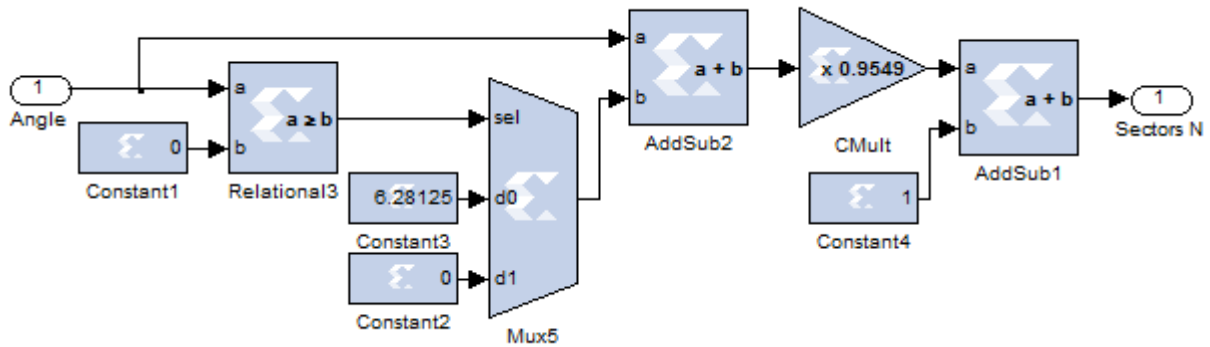 1
Angle
a
b
a ≥ b
Relational3
0
Constant1
6.28125
Constant3
0
Constant2
sel
d0
d1
Mux5
a
b
a + b
AddSub2
x 0.9549
CMult
1
Constant4
a
b
a + b
AddSub1
1
Sectors N